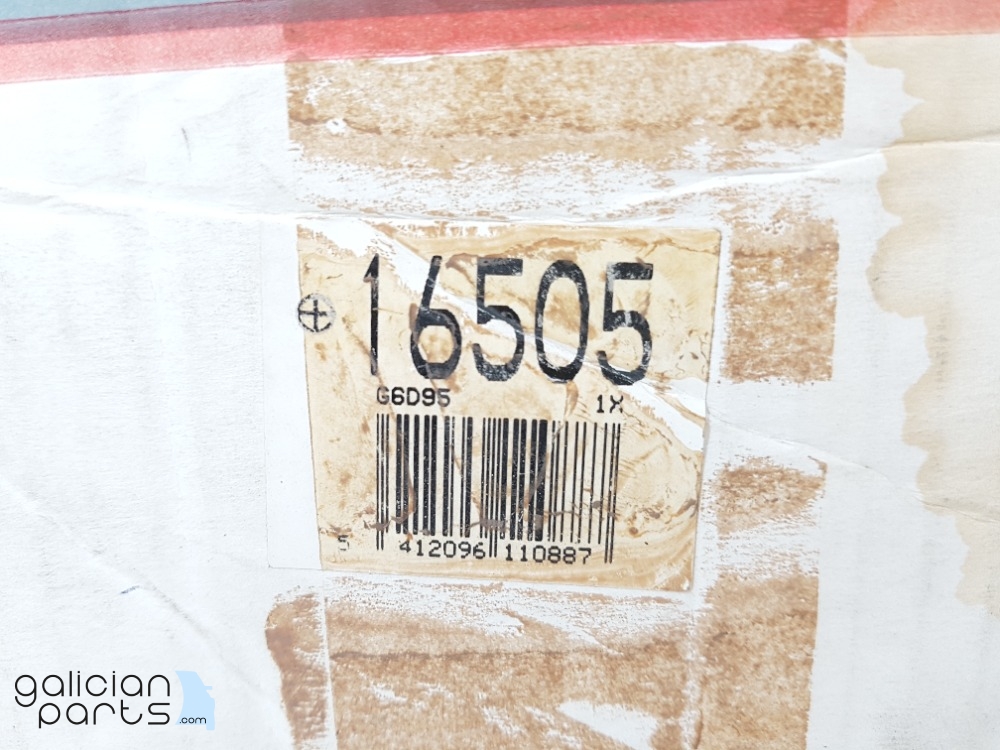 16505
G6D95 1X
5 412096 110887
galician
parts.com